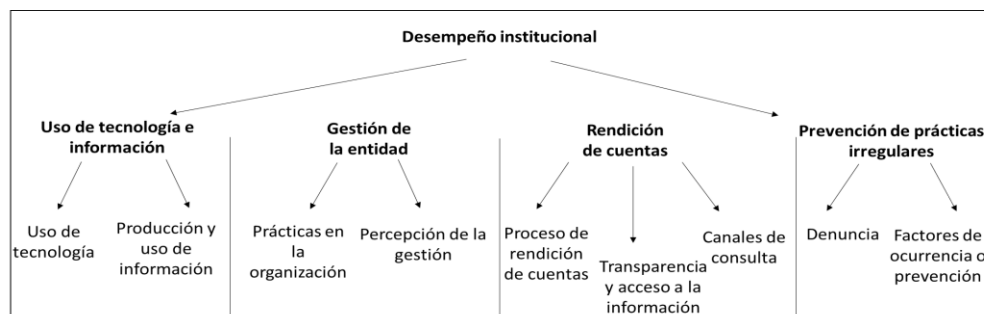 Desempeño institucional
Uso de tecnología e
información
Gestión de
la entidad
Rendición
de cuentas
Prevención de prácticas
irregulares
Uso de
tecnología
Producción y
uso de
información
Prácticas en
la
organización
Percepción de la
gestión
Proceso de
rendición
de cuentas
Transparencia
y acceso a la
información
Canales de
consulta
Denuncia
Factores de
ocurrencia o
prevención